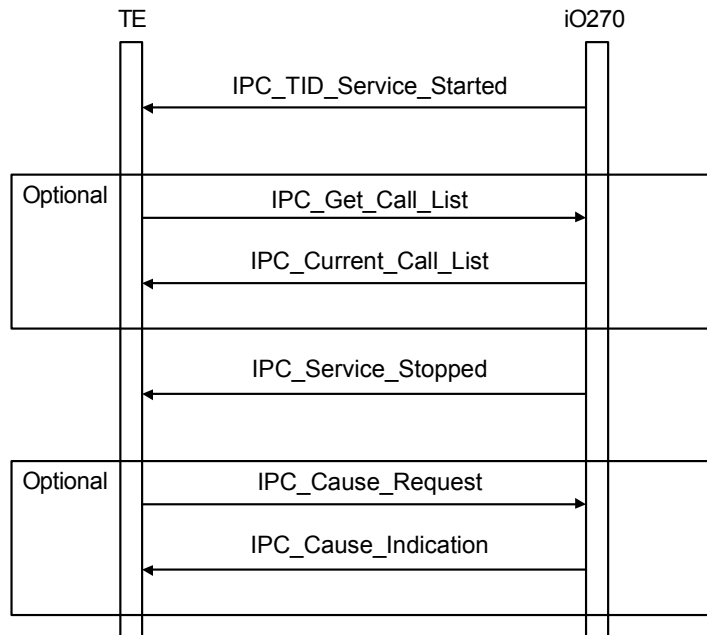 TE
iO270
IPC_TID_Service_Started
Optional
IPC_Get_Call_List
IPC_Current_Call_List
IPC_Service_Stopped
Optional
IPC_Cause_Request
IPC_Cause_Indication